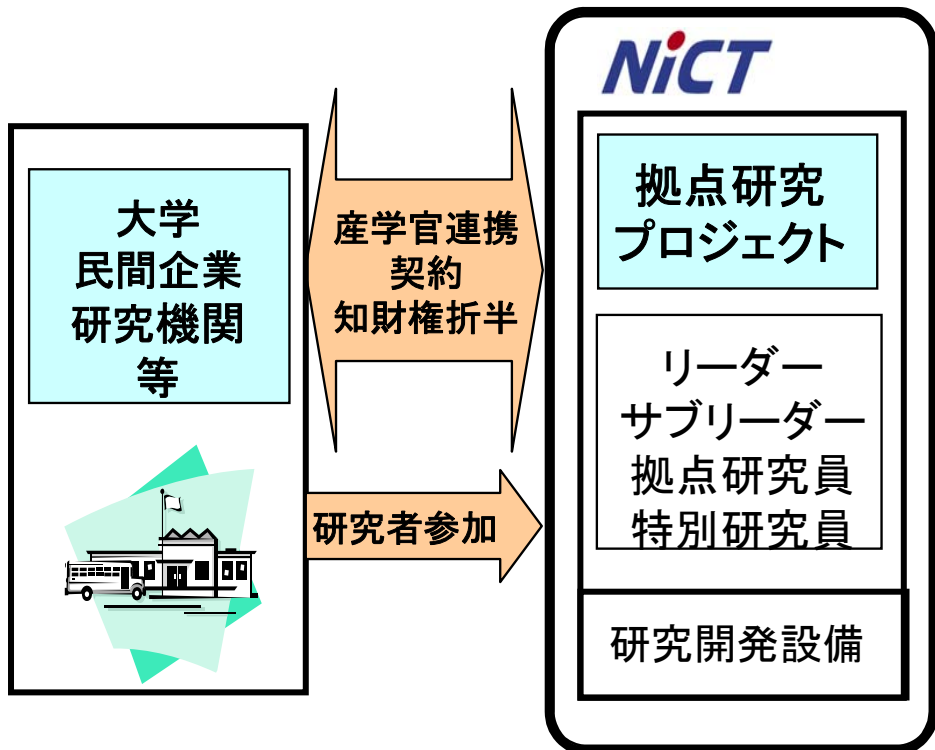 大学
民間企業
研究機関
等
産学官連携
契約
知財権折半
研究者参加
NiCT
拠点研究
プロジェクト
リーダー
サブリーダー
拠点研究員
特別研究員
研究開発設備